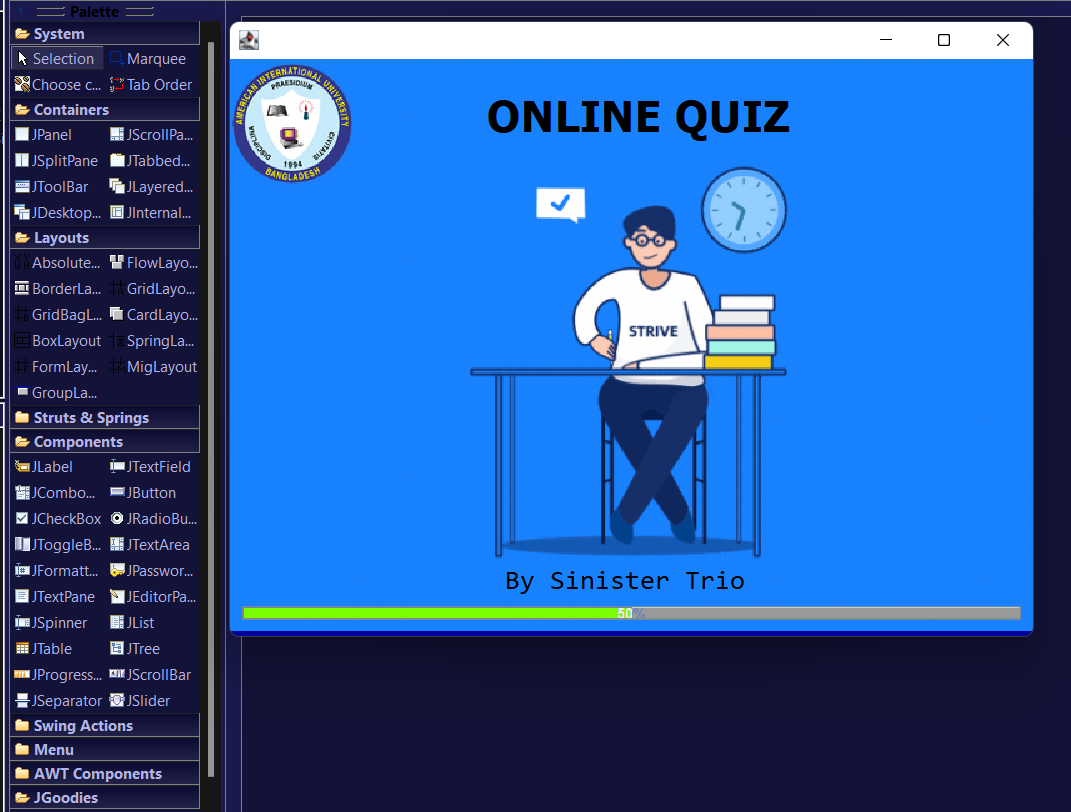 Palette
System
Selection
Marquee
Choose c...
Tab Order
Containers
JPanel
JScrollPa...
JSplitPane
JTabbed...
JToolBar
JLayered...
JDesktop...
JInternal...
Layouts
Absolute...
FlowLayo...
BorderLa...
GridLayo...
GridBagL...
CardLayo...
BoxLayout
SpringLa...
FormLay...
MigLayout
GroupLa...
Struts & Springs
Components
JLabel
JTextField
JCombo...
JButton
JCheckBox
JRadioBu...
JToggleB...
JTextArea
JFormatt...
JPasswor...
JTextPane
JEditorPa...
JSpinner
JList
JTable
JTree
JProgress...
JScrollBar
JSeparator
JSlider
Swing Actions
Menu
AWT Components
JGoodies
AMERICAN INTERNATIONAL UNIVERSITY
PRAESIDIUM
DISCIPLINA
CIVITATIS
1994
BANGLADESH
ONLINE QUIZ
STRIVE
By Sinister Trio
50%